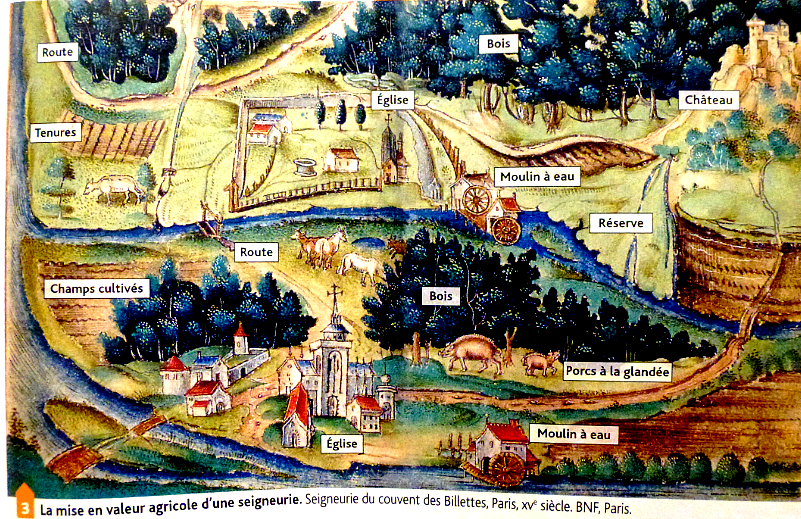 Route
Bois
Église
Château
Tenures
Moulin à eau
Réserve
Route
Champs cultivés
Bois
Porcs à la glandée
Église
Moulin à eau
3 La mise en valeur agricole d'une seigneurie. Seigneurie du couvent des Billettes, Paris, XVe siècle. BNF, Paris.